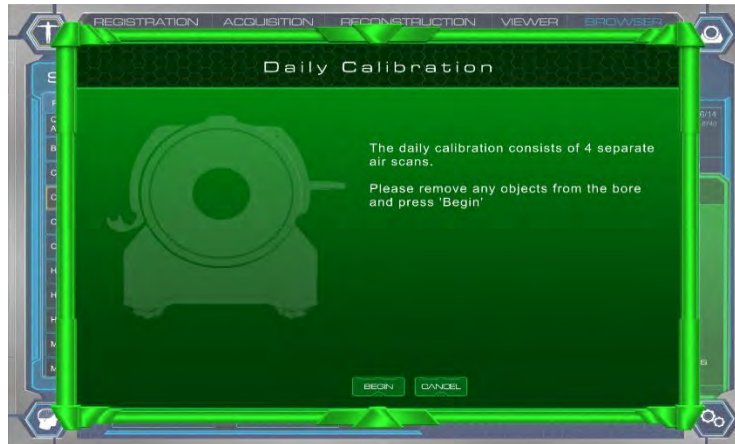 REGISTRATION ACQUISITION RECONSTRUCTION VIEWER BROWSER
Daily Calibration
The daily calibration consists of 4 separate
air scans.
Please remove any objects from the bore
and press 'Begin'
BEGIN CANCEL